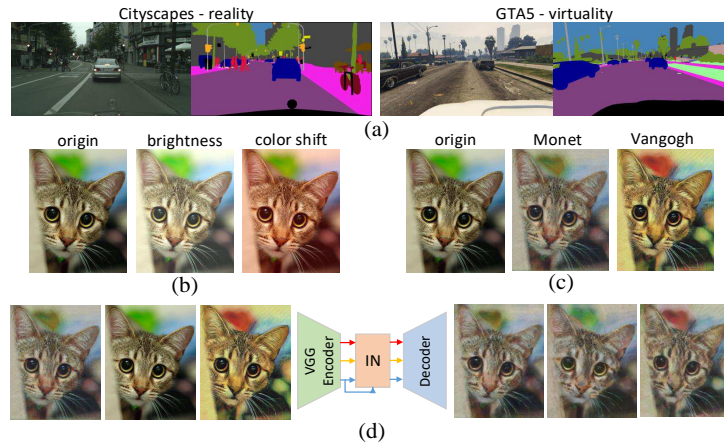 Cityscapes - reality
GTA5 - virtuality
(a)
origin
brightness
color shift
origin
Monet
Vangogh
(b)
(c)
VGG
Encoder
IN
Decoder
(d)